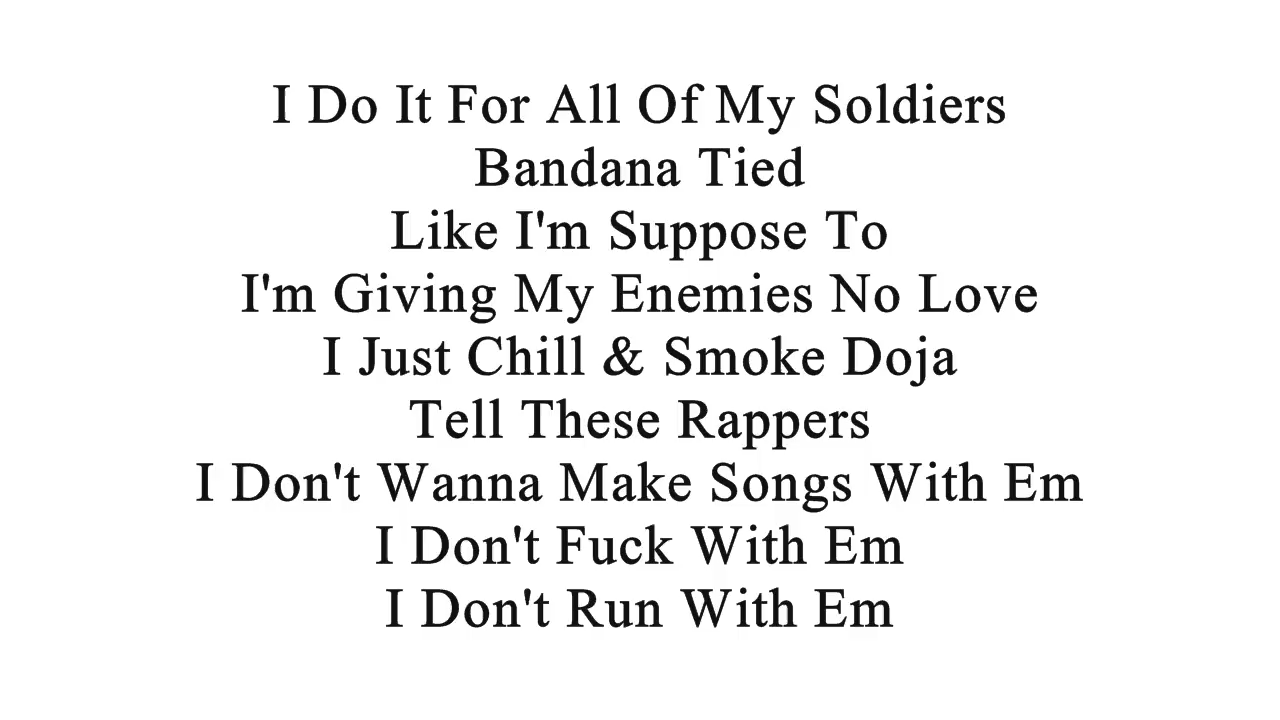 I Do It For All Of My Soldiers
Bandana Tied
Like I'm Suppose To
I'm Giving My Enemies No Love
I Just Chill & Smoke Doja
Tell These Rappers
I Don't Wanna Make Songs With Em
I Don't Fuck With Em
I Don't Run With Em